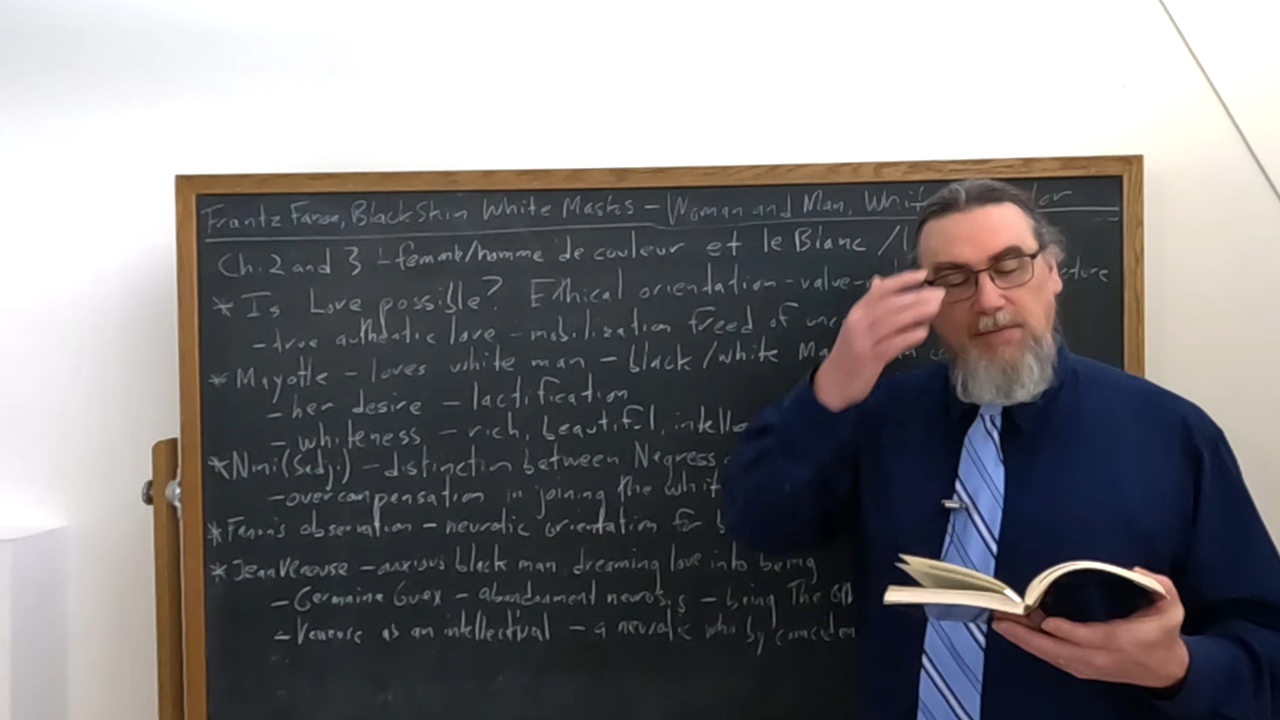 Frantz Fanon, Black Skin White Masks – Woman and Man, Whit
Ch. 2 and 3 – femme/homme de couleur et le Blanc /l
* Is Love possible? Ethical orientation – value-
– true authentic love – mobilization freed of unc
* Mayotte – loves white man – black/white Ma
– her desire – lactification
– whiteness – rich, beautiful, intelle
* Nini (Sadji) – distinction between Negress
– overcompensation in joining the whit
* Fanon's observation – neurotic orientation for b
* Jean Veneuse – anxious black man, dreaming love into being
– Germaine Guex – abandonment neurosis – being The Oth
– Veneuse as an intellectual – a neurotic who by coinciden